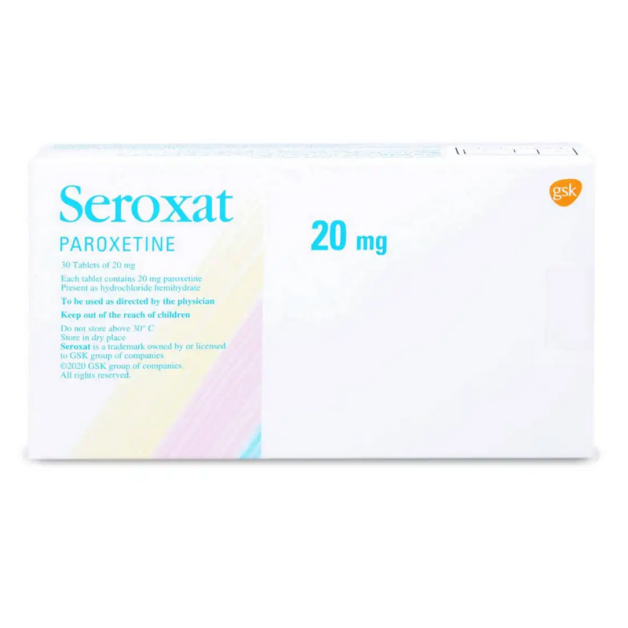 Seroxat
PAROXETINE
30 Tablets of 20 mg
Each tablet contains 20 mg paroxetine
Present as hydrochloride hemihydrate
To be used as directed by the physician
Keep out of the reach of children
Do not store above 30° C
Store in dry place
Seroxat is a trademark owned by or licensed
to GSK group of companies
©2020 GSK group of companies.
All rights reserved.
20 mg
gsk